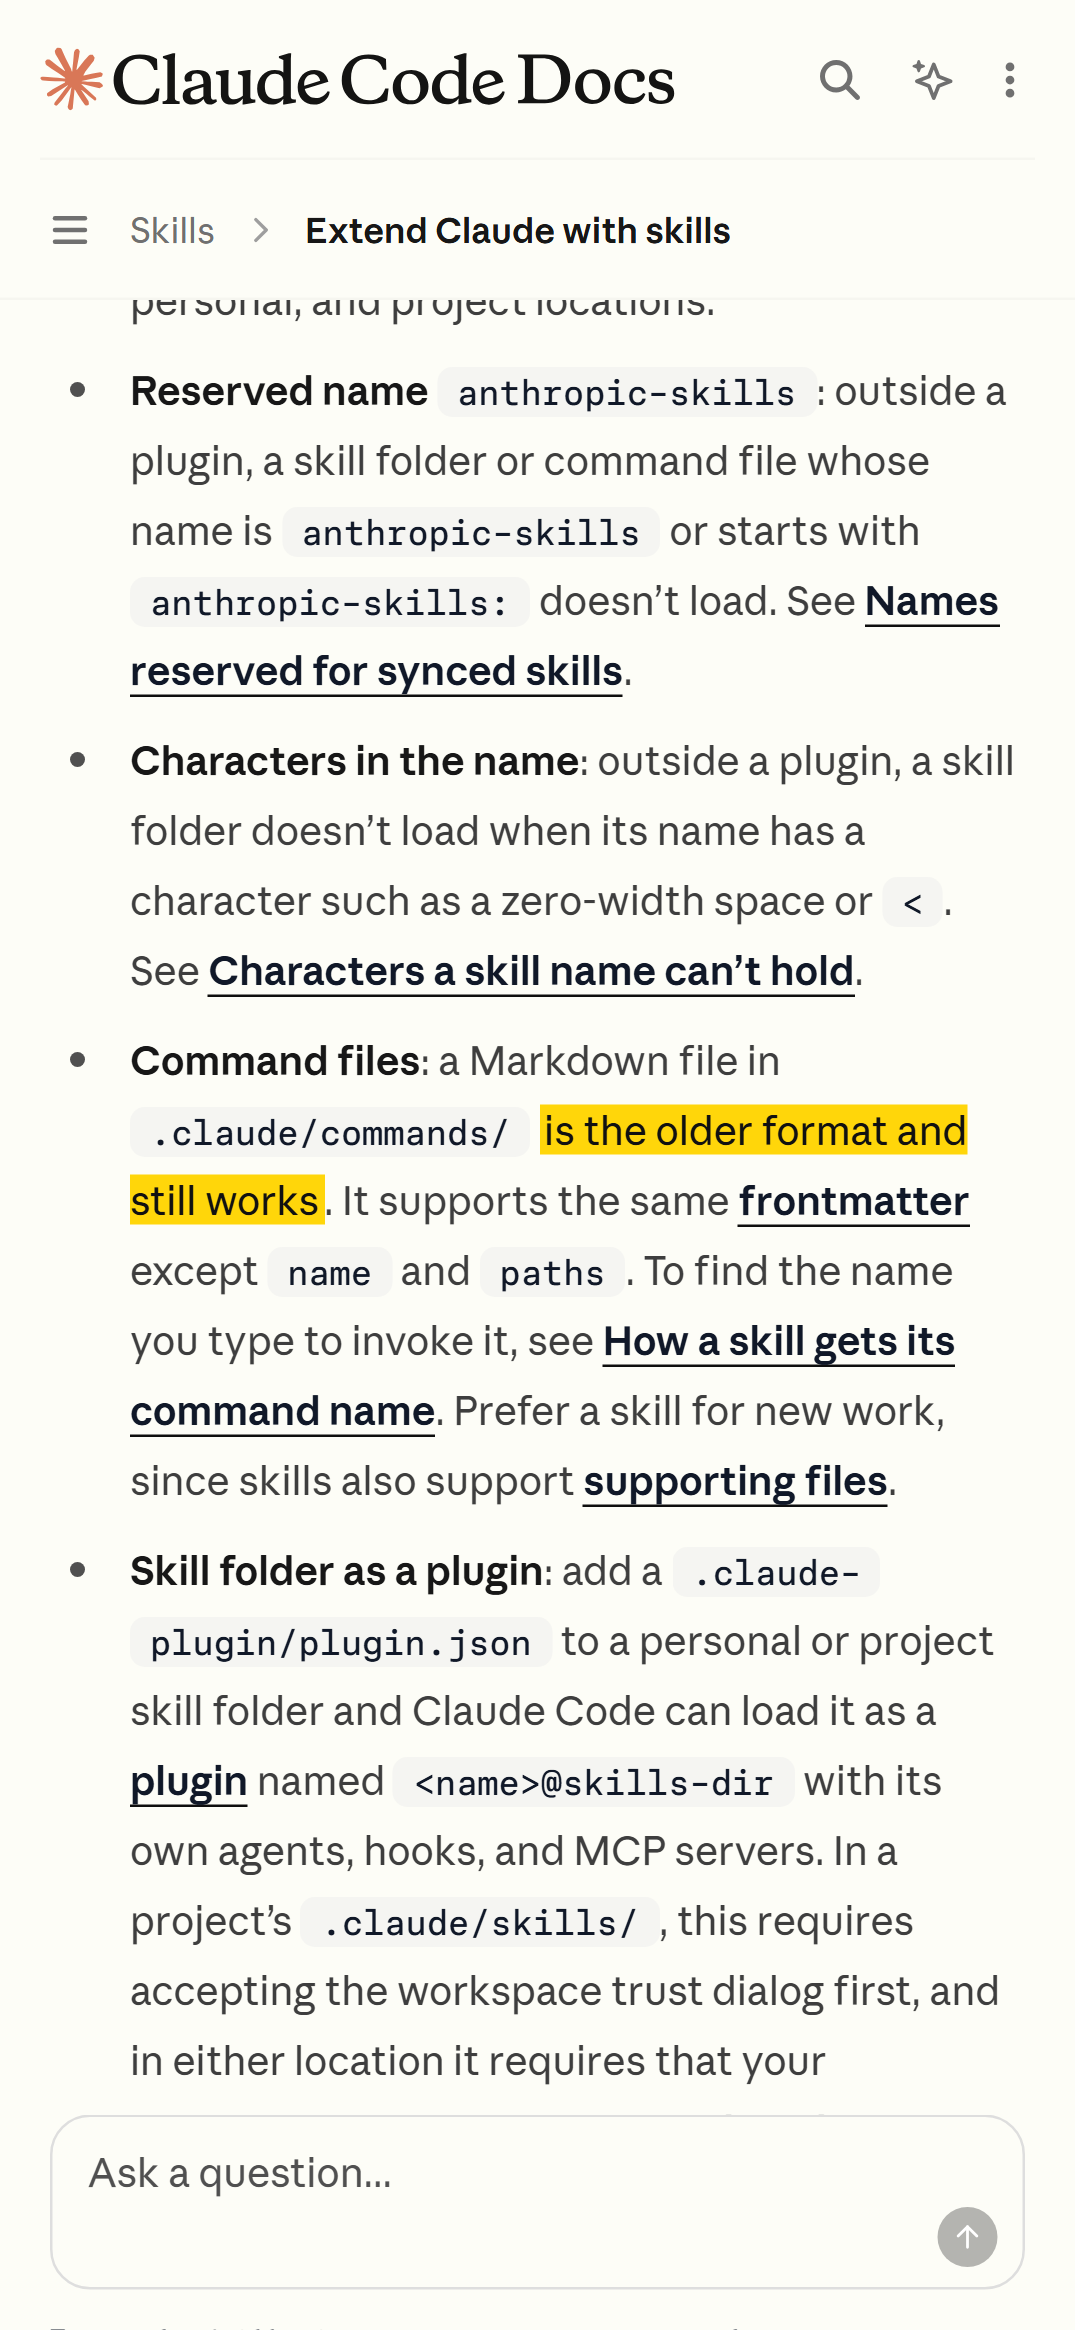 Claude Code Docs
Skills > Extend Claude with skills
personal, and project locations.
• Reserved name anthropic-skills : outside a
plugin, a skill folder or command file whose
name is anthropic-skills or starts with
anthropic-skills: doesn’t load. See Names
reserved for synced skills.
• Characters in the name: outside a plugin, a skill
folder doesn’t load when its name has a
character such as a zero-width space or < .
See Characters a skill name can’t hold.
• Command files: a Markdown file in
.claude/commands/ is the older format and
still works. It supports the same frontmatter
except name and paths . To find the name
you type to invoke it, see How a skill gets its
command name. Prefer a skill for new work,
since skills also support supporting files.
• Skill folder as a plugin: add a .claude-
plugin/plugin.json to a personal or project
skill folder and Claude Code can load it as a
plugin named <name>@skills-dir with its
own agents, hooks, and MCP servers. In a
project’s .claude/skills/ , this requires
accepting the workspace trust dialog first, and
in either location it requires that your
Ask a question...